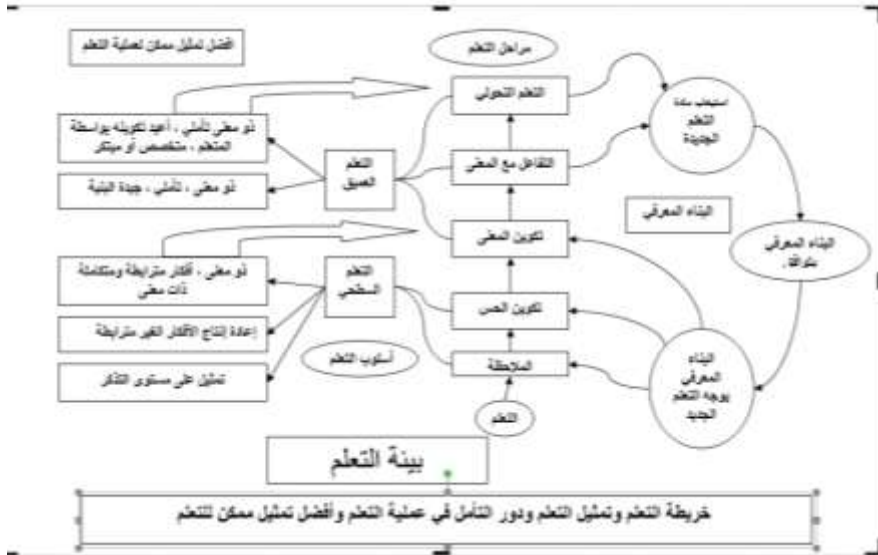 افضل تمثيل ممكن لعملية التعلم
مراحل التعلم
التعلم التحولي
استيعاب مادة
التعلم
الجديدة
ذو معنى تأملي ، أعيد تكوينه بواسطة
المتعلم ، متخصص أو مبتكر
التعلم
العميق
التفاعل مع المعنى
ذو معنى ، تأملي ، جيدة البنية
البناء المعرفي
تكوين المعنى
البناء المعرفي
ذو معنى ، أفكار مترابطة ومتكاملة
ذات معنى
التعلم
السطحي
تكوين الحس
إعادة إنتاج الأفكار الغير مترابطة
أسلوب التعلم
الملاحظة
البناء
المعرفي
يوجه التعلم
الجديد
تمثيل على مستوى التذكر
التعلم
بيئة التعلم
خريطة التعلم وتمثيل التعلم ودور التأمل في عملية التعلم وأفضل تمثيل ممكن للتعلم